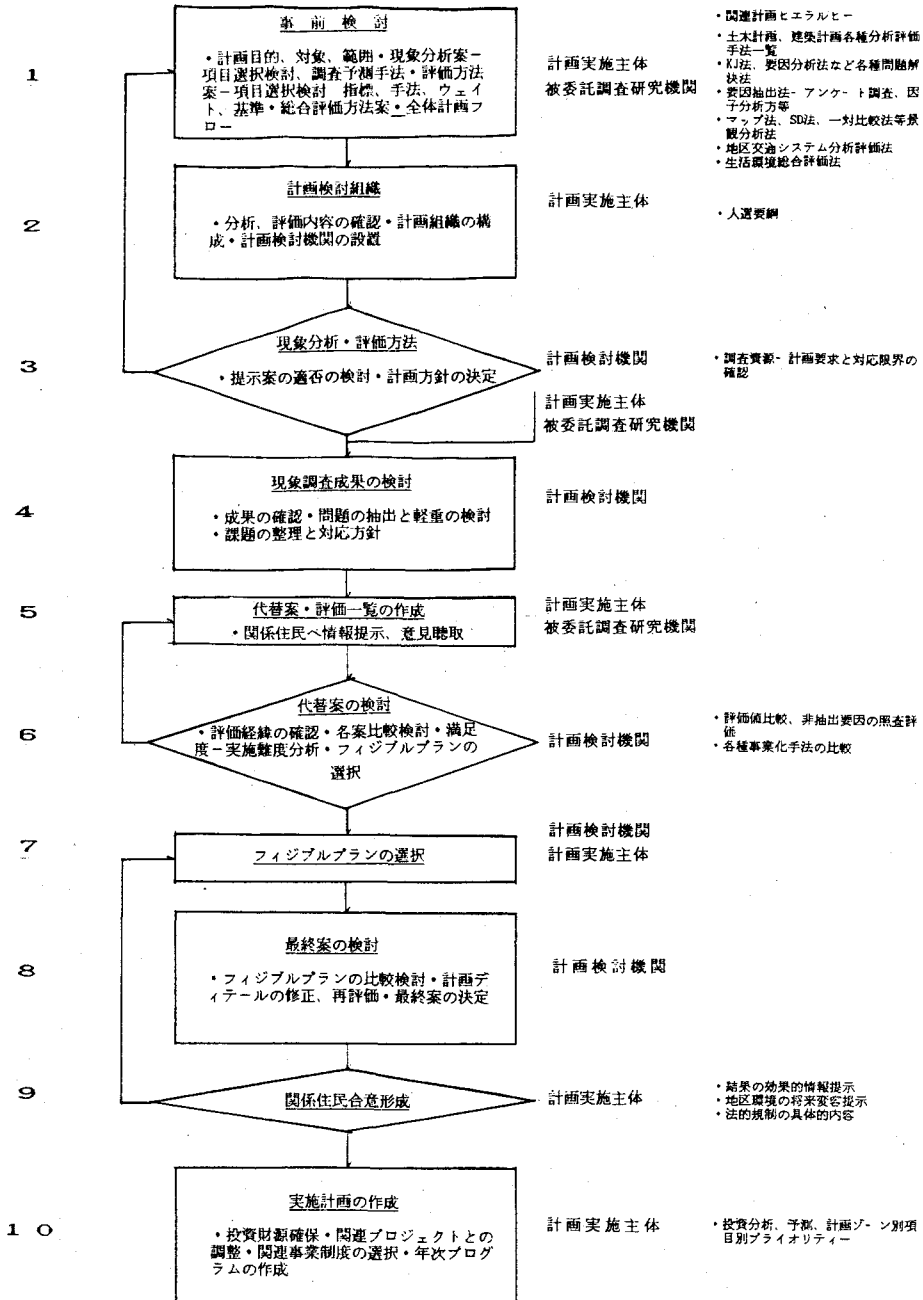 1
事前検討
・計画目的、対象、範囲・現象分析案－
項目選択検討、調査予測手法・評価方法
案－項目選択検討 指標、手法、ウェイ
ト、基準・総合評価方法案・全体計画フ
ロー
計画実施主体
被委託調査研究機関
・関連計画ヒエラルヒー
・土木計画、建築計画各種分析評価
手法一覧
・KJ法、要因分析法など各種問題解
決法
・要因抽出法－アンケート調査、因
子分析方等
・マップ法、SD法、一対比較法等景
観分析法
・地区交通システム分析評価法
・生活環境総合評価法
2
計画検討組織
・分析、評価内容の確認・計画組織の構
成・計画検討機関の設置
計画実施主体
・人選要綱
3
現象分析・評価方法
・提示案の適否の検討・計画方針の決定
計画検討機関
・調査資源－計画要求と対応限界の
確認
計画実施主体
被委託調査研究機関
4
現象調査成果の検討
・成果の確認・問題の抽出と軽重の検討
・課題の整理と対応方針
計画検討機関
5
代替案・評価一覧の作成
・関係住民へ情報提示、意見聴取
計画実施主体
被委託調査研究機関
6
代替案の検討
・評価経緯の確認・名案比較検討・満足
度－実施難度分析・フィジブルプランの
選択
計画検討機関
・評価値比較、非抽出要因の照査評
価
・各種事業化手法の比較
7
フィジブルプランの選択
計画検討機関
計画実施主体
8
最終案の検討
・フィジブルプランの比較検討・計画デ
ィテールの修正、再評価・最終案の決定
計画検討機関
9
関係住民合意形成
計画実施主体
・結果の効果的情報提示
・地区環境の将来変容提示
・法的規制の具体的内容
10
実施計画の作成
・投資財源確保・関連プロジェクトとの
調整・関連事業制度の選択・年次プログ
ラムの作成
計画実施主体
・投資分析、予測、計画ゾーン別項
目別プライオリティー